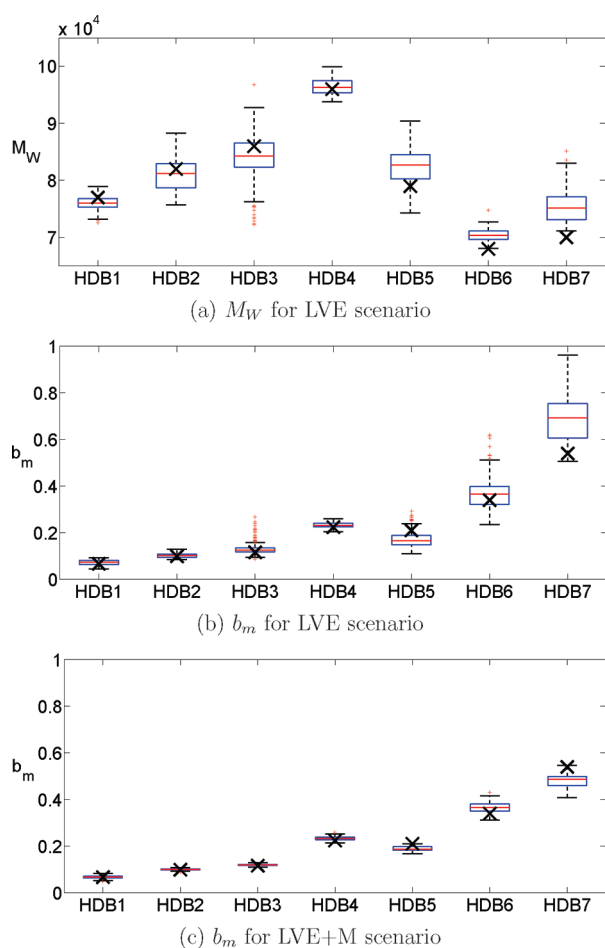 x 10⁴
10
9
M_W
8
7
HDB1 HDB2 HDB3 HDB4 HDB5 HDB6 HDB7
(a) M_W for LVE scenario
1
0.8
0.6
b_m
0.4
0.2
0
HDB1 HDB2 HDB3 HDB4 HDB5 HDB6 HDB7
(b) b_m for LVE scenario
1
0.8
b_m
0.6
0.4
0.2
0
HDB1 HDB2 HDB3 HDB4 HDB5 HDB6 HDB7
(c) b_m for LVE+M scenario